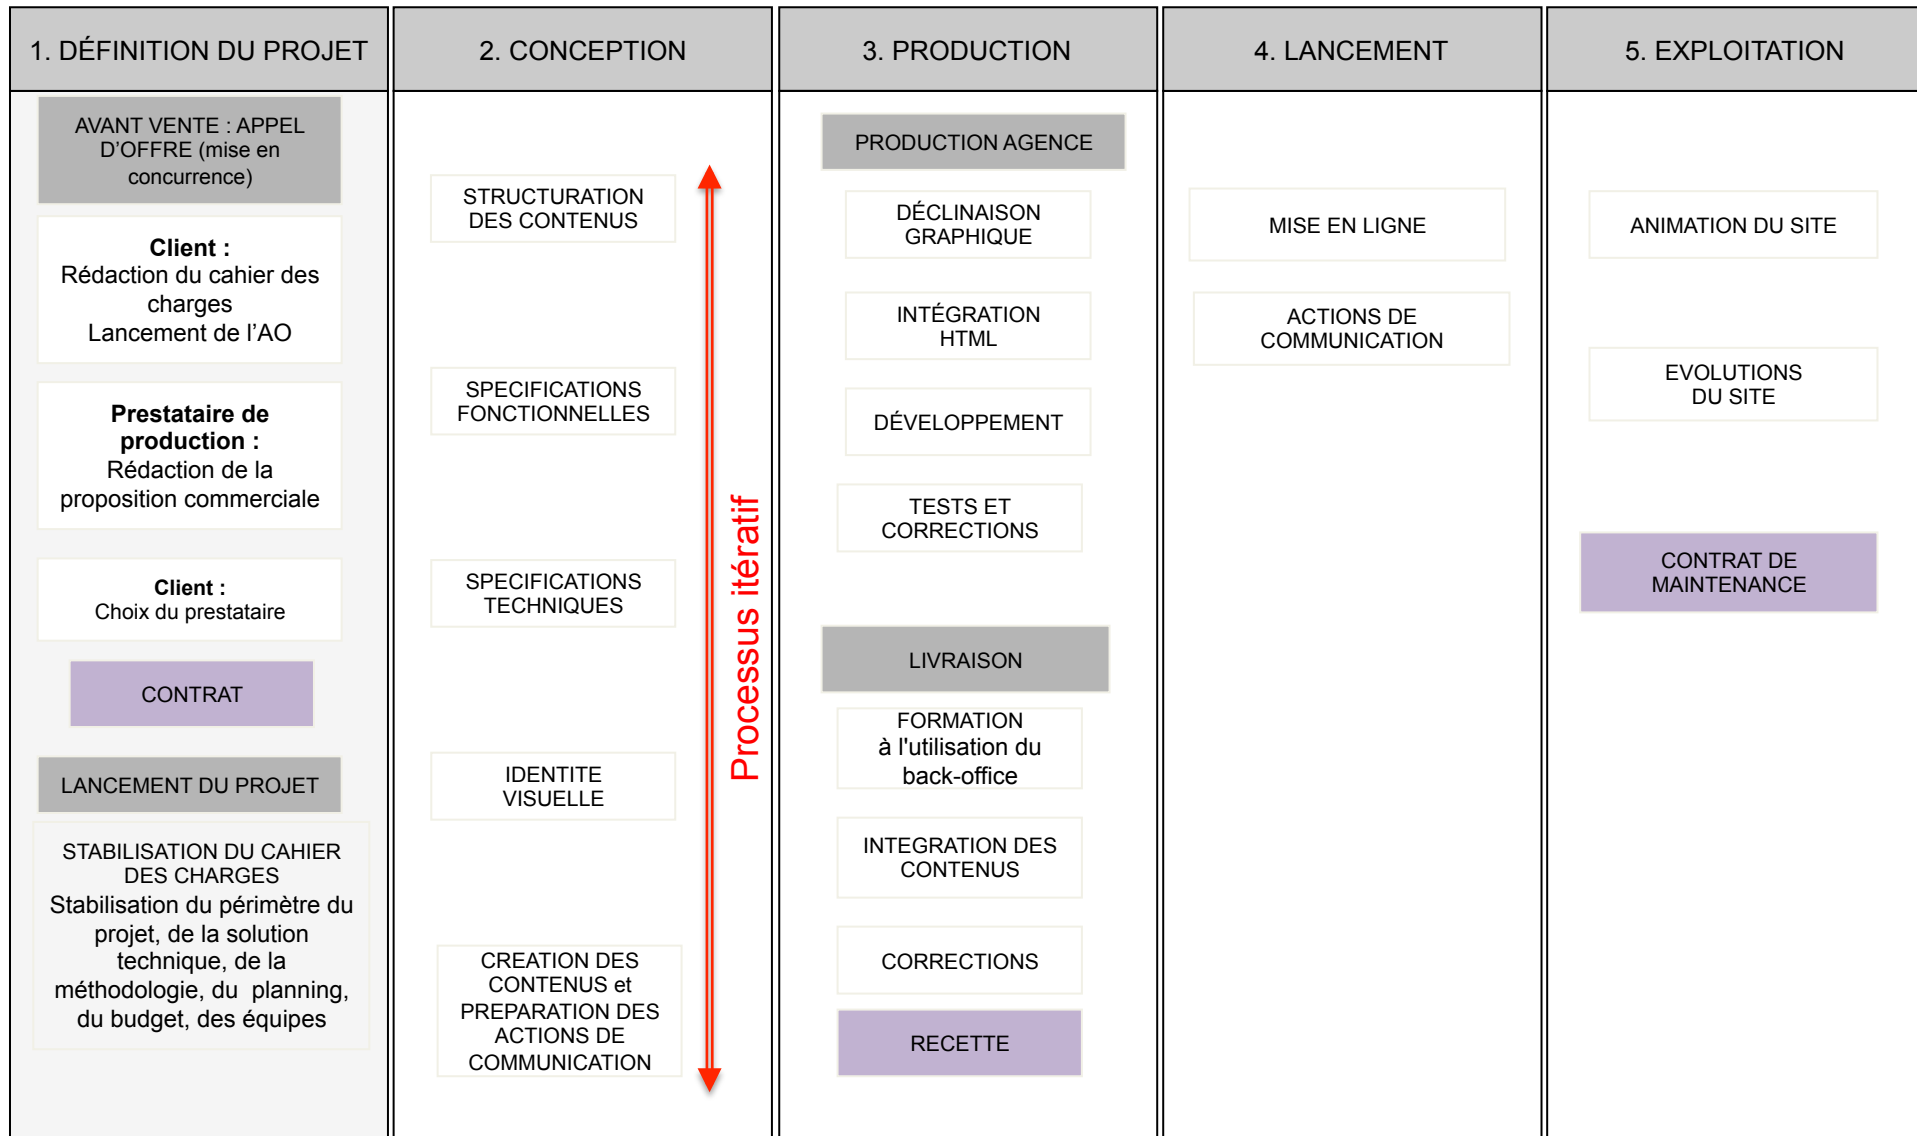 1. DÉFINITION DU PROJET
AVANT VENTE : APPEL
D’OFFRE (mise en
concurrence)
Client :
Rédaction du cahier des
charges
Lancement de l’AO
Prestataire de
production :
Rédaction de la
proposition commerciale
Client :
Choix du prestataire
CONTRAT
LANCEMENT DU PROJET
STABILISATION DU CAHIER
DES CHARGES
Stabilisation du périmètre du
projet, de la solution
technique, de la
méthodologie, du  planning,
du budget, des équipes
2. CONCEPTION
STRUCTURATION
DES CONTENUS
SPECIFICATIONS
FONCTIONNELLES
SPECIFICATIONS
TECHNIQUES
IDENTITE
VISUELLE
CREATION DES
CONTENUS et
PREPARATION DES
ACTIONS DE
COMMUNICATION
Processus itératif
3. PRODUCTION
PRODUCTION AGENCE
DÉCLINAISON
GRAPHIQUE
INTÉGRATION
HTML
DÉVELOPPEMENT
TESTS ET
CORRECTIONS
LIVRAISON
FORMATION
à l'utilisation du
back-office
INTEGRATION DES
CONTENUS
CORRECTIONS
RECETTE
4. LANCEMENT
MISE EN LIGNE
ACTIONS DE
COMMUNICATION
5. EXPLOITATION
ANIMATION DU SITE
EVOLUTIONS
DU SITE
CONTRAT DE
MAINTENANCE